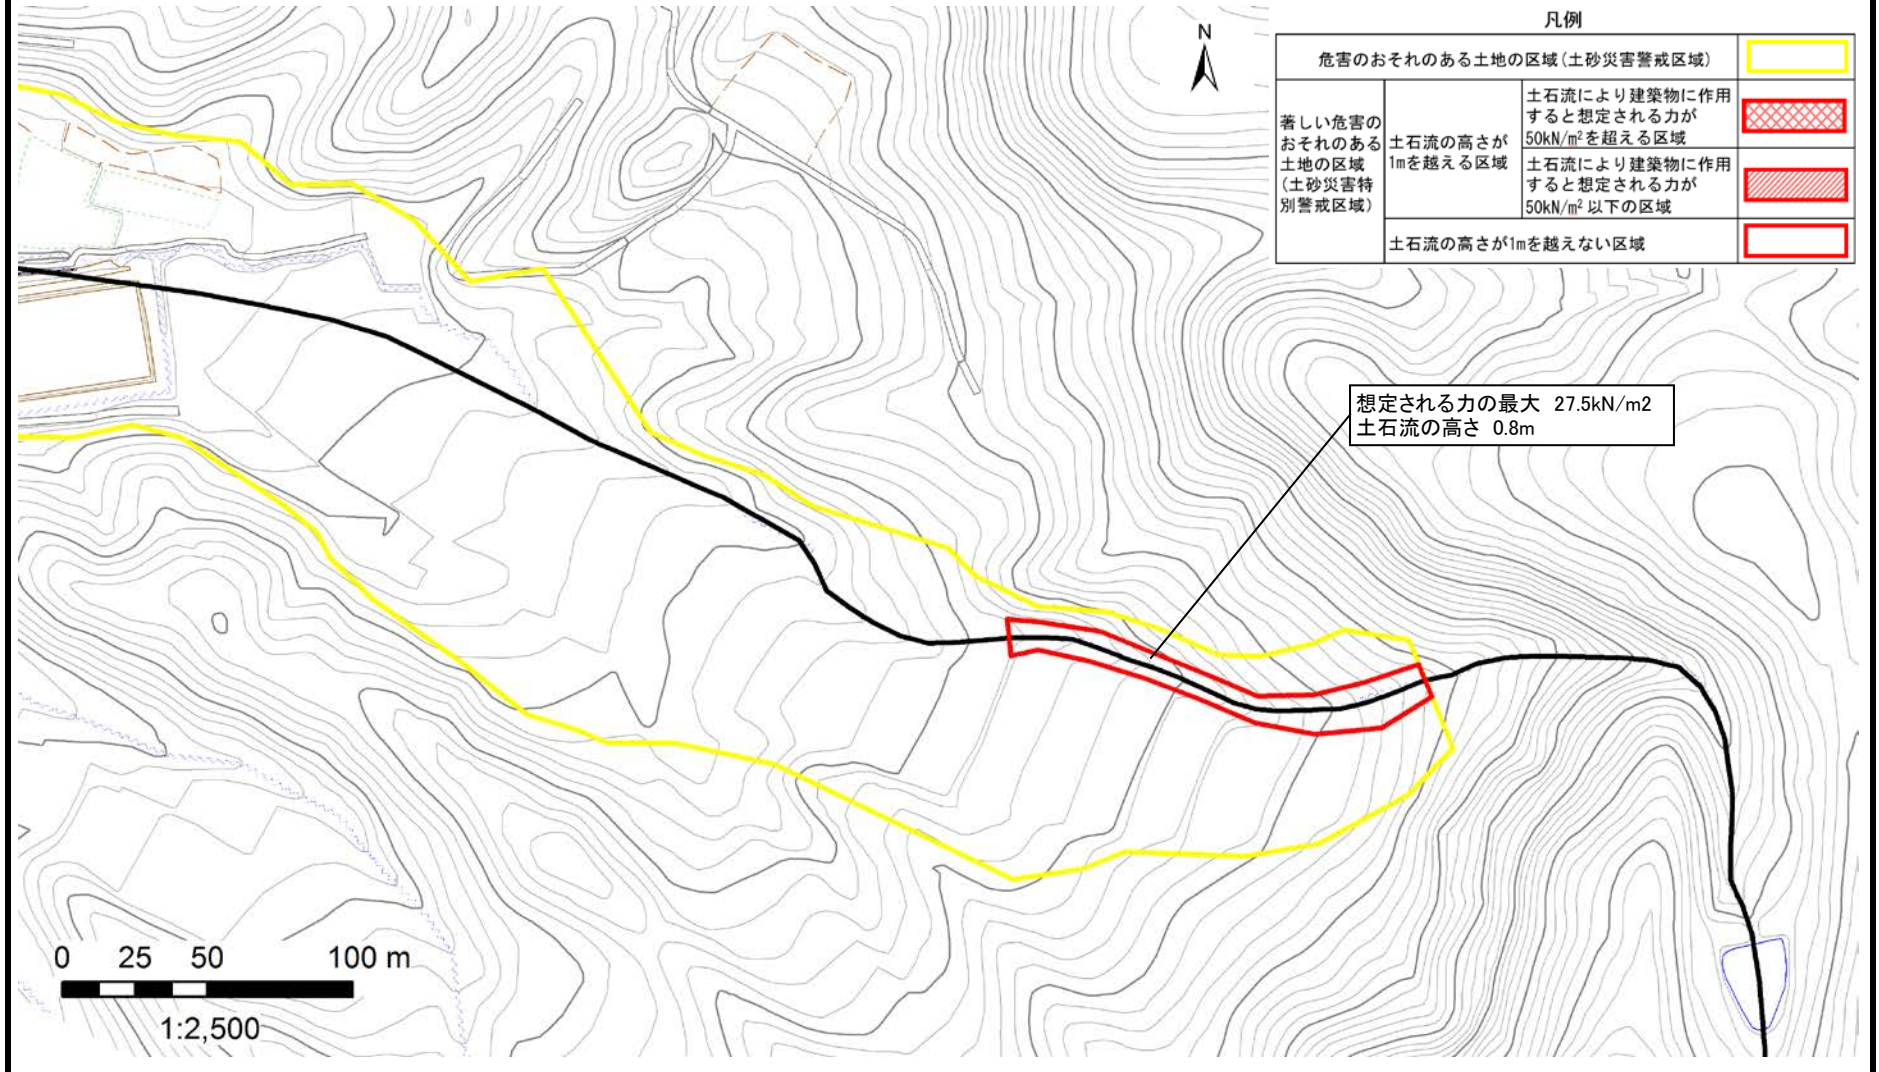 N
凡例
危害のおそれのある土地の区域(土砂災害警戒区域)
著しい危害の
おそれのある
土地の区域
(土砂災害特
別警戒区域)
土石流の高さが
1mを越える区域
土石流により建築物に作用
すると想定される力が
50kN/m²を超える区域
土石流により建築物に作用
すると想定される力が
50kN/m² 以下の区域
土石流の高さが1mを越えない区域
想定される力の最大 27.5kN/m2
土石流の高さ 0.8m
0 25 50 100 m
1:2,500